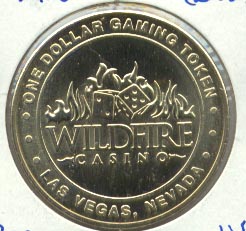 • ONE DOLLAR GAMING TOKEN •
WILDFIRE
CASINO
LAS VEGAS, NEVADA